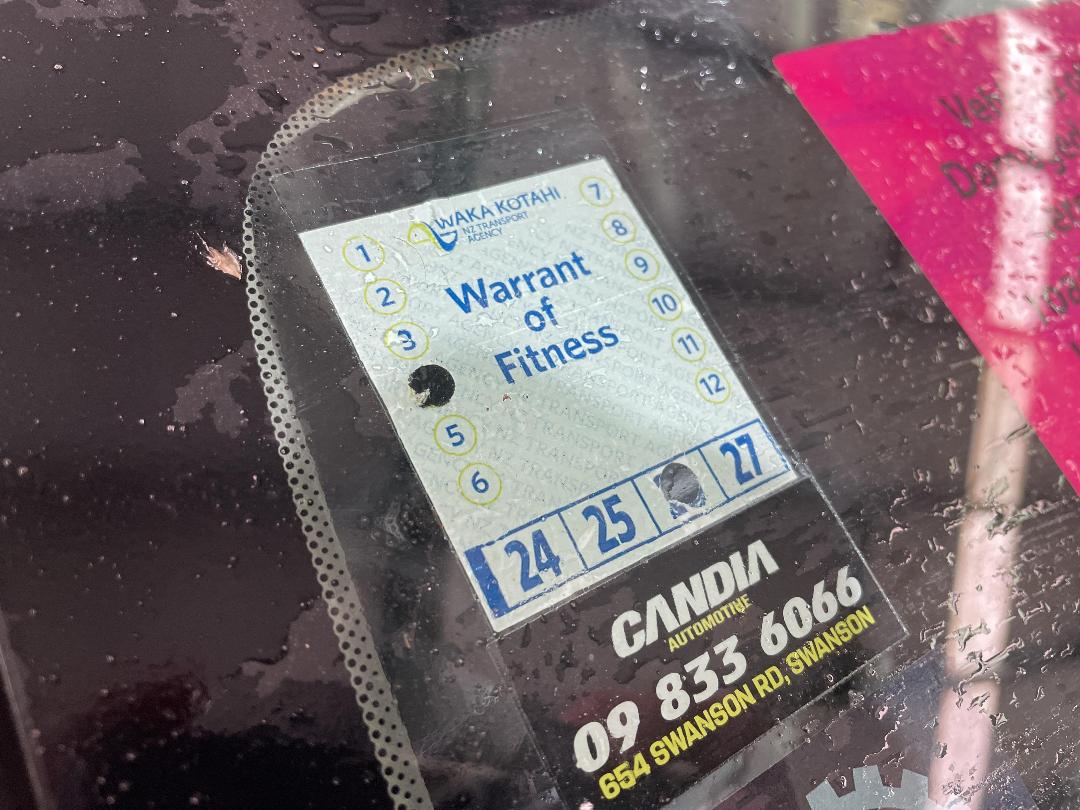 WAKA KOTAHI
NZ TRANSPORT
AGENCY
Warrant
of
Fitness
1
2
3
5
6
7
8
9
10
11
12
24
25
27
CANDIA
AUTOMOTIVE
09 833 6066
654 SWANSON RD, SWANSON